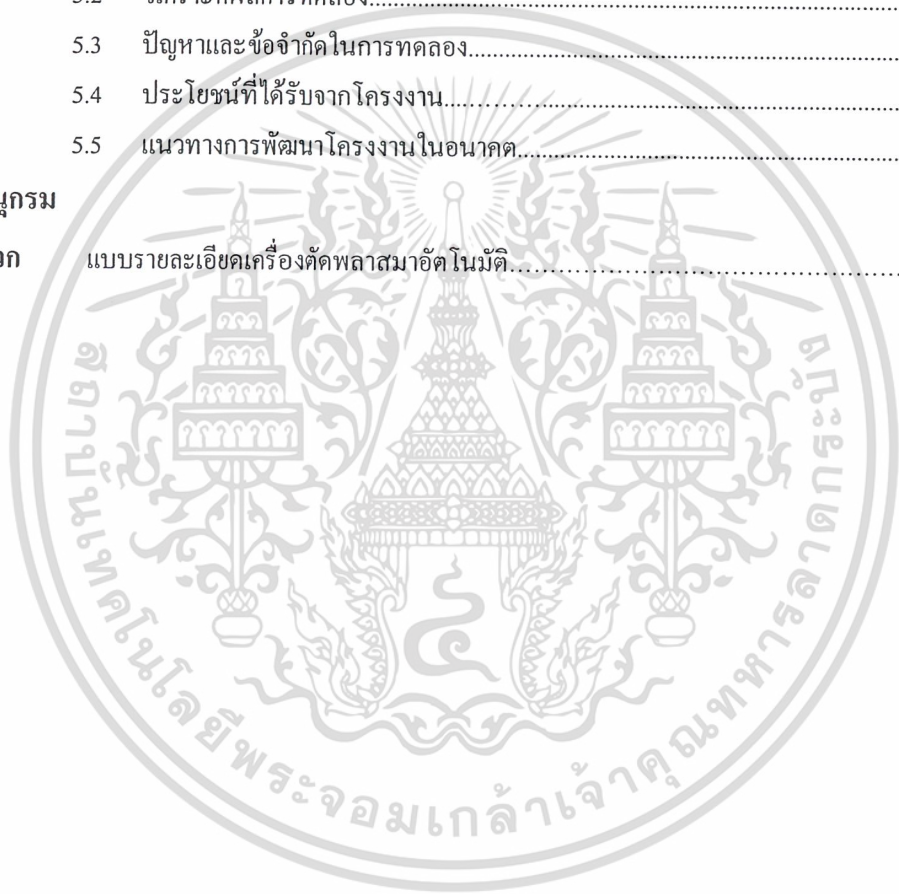 5.3 ปัญหาและข้อจำกัดในการทดลอง
5.4 ประโยชน์ที่ได้รับจากโครงงาน
5.5 แนวทางการพัฒนาโครงงานในอนาคต
แบบรายละเอียดเครื่องตัดพลาสมาอัตโนมัติ
สถาบันเทคโนโลยีพระจอมเกล้าเจ้าคุณทหารลาดกระบัง